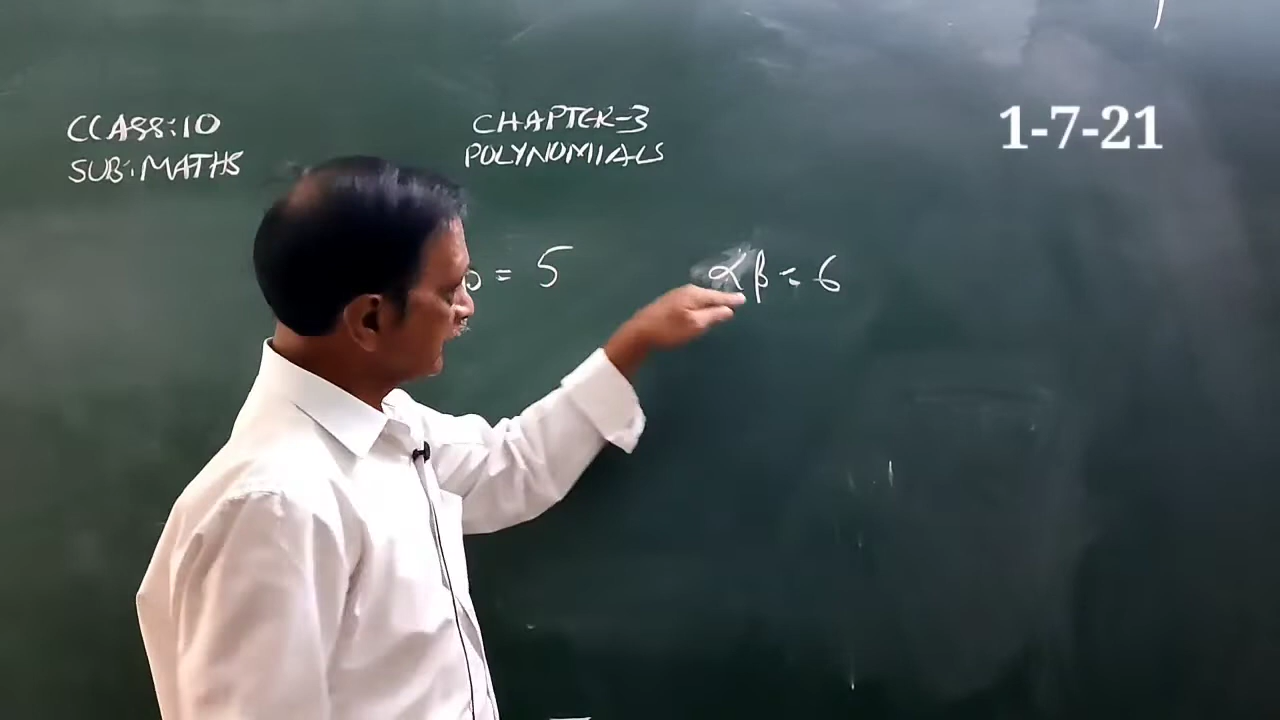 CLASS:10
SUB:MATHS
CHAPTER-3
POLYNOMIALS
1-7-21
= 5
αβ = 6